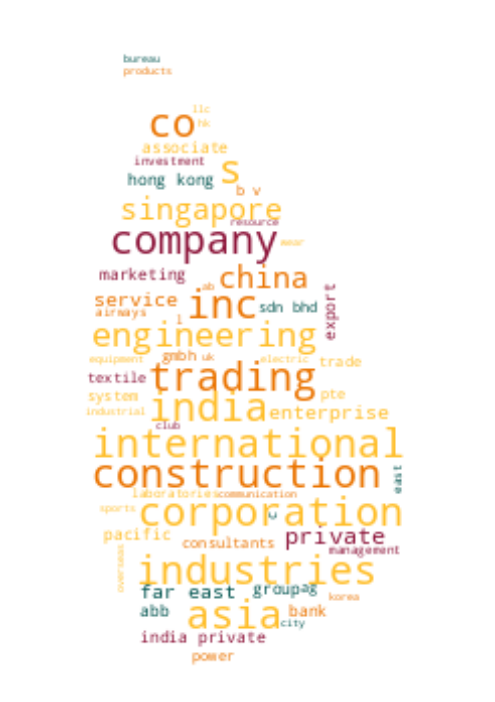 bureau
products
llc
co hk
associate
investment
s
hong kong
b v
singapore
resource
company wear
marketing china
ab
service inc sdn bhd export
airways l
engineering
equipment gmbh uk electric trade
textile trading
system india pte
industrial enterprise
club
international
construction east
laboratories communication
sports corporation
c
pacific consultants private
management
overseas industries
far east group ag
korea
abb asia bank
city
india private
power